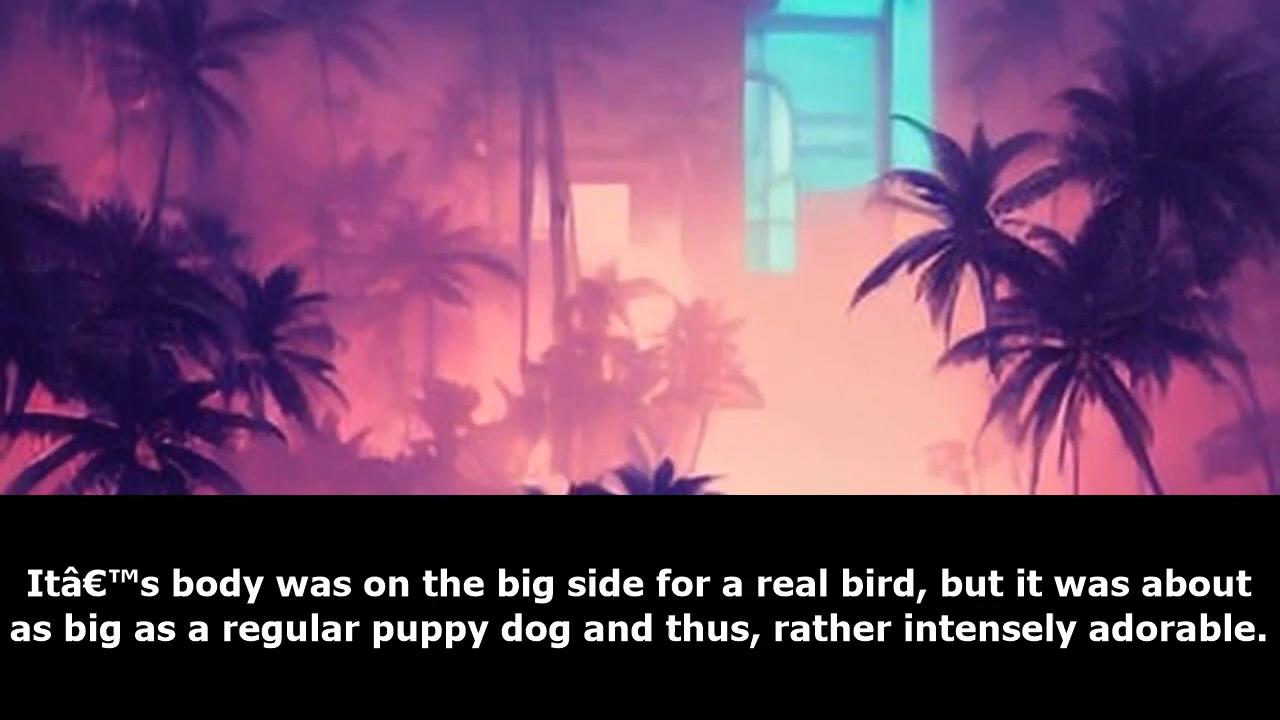 Itâ€™s body was on the big side for a real bird, but it was about
as big as a regular puppy dog and thus, rather intensely adorable.